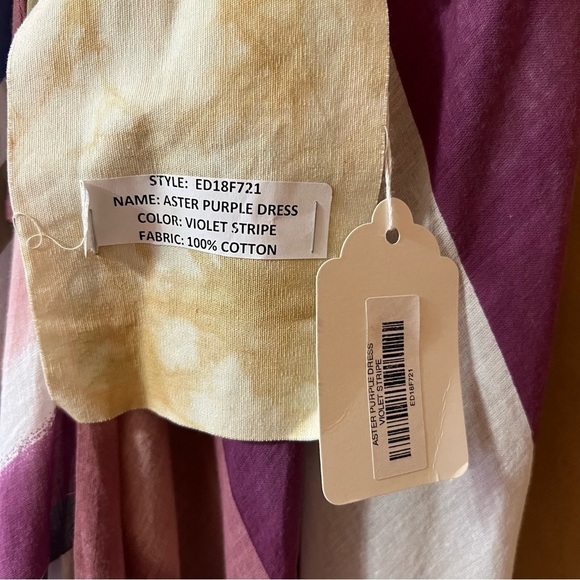 STYLE: ED18F721
NAME: ASTER PURPLE DRESS
COLOR: VIOLET STRIPE
FABRIC: 100% COTTON
ASTER PURPLE DRESS
VIOLET STRIPE
ED18F721